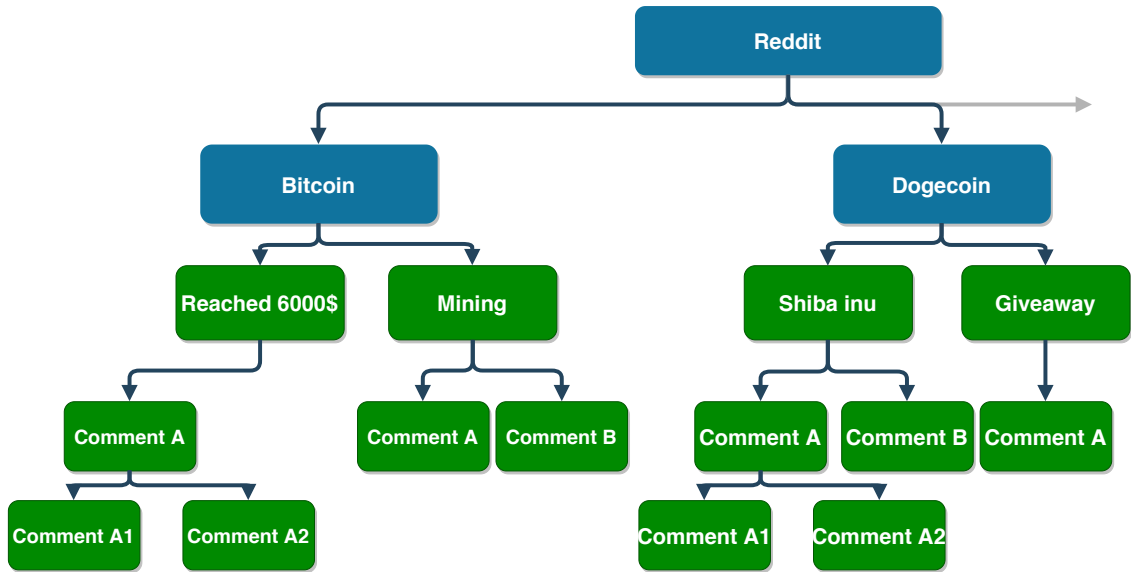 Reddit
Bitcoin
Dogecoin
Reached 6000$
Mining
Shiba inu
Giveaway
Comment A
Comment A
Comment B
Comment A
Comment B
Comment A
Comment A1
Comment A2
Comment A1
Comment A2